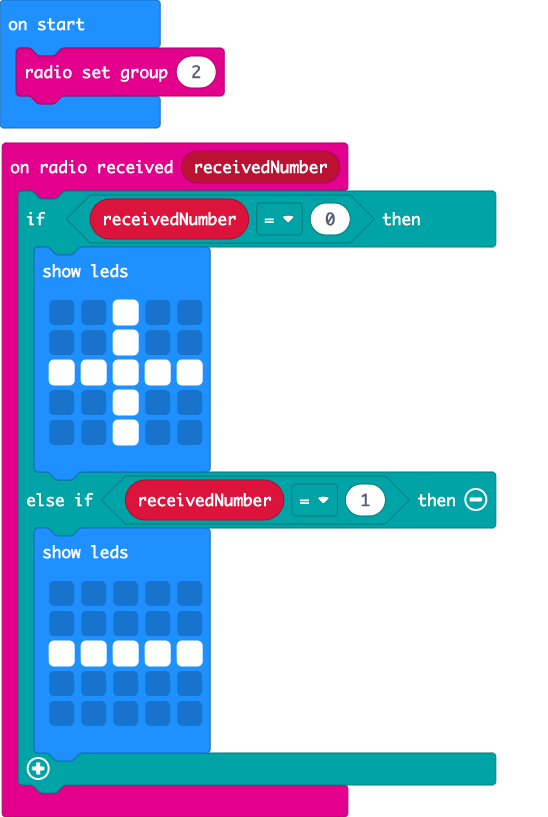 on start
radio set group 2
on radio received receivedNumber
if receivedNumber = 0 then
show leds
else if receivedNumber = 1 then
show leds